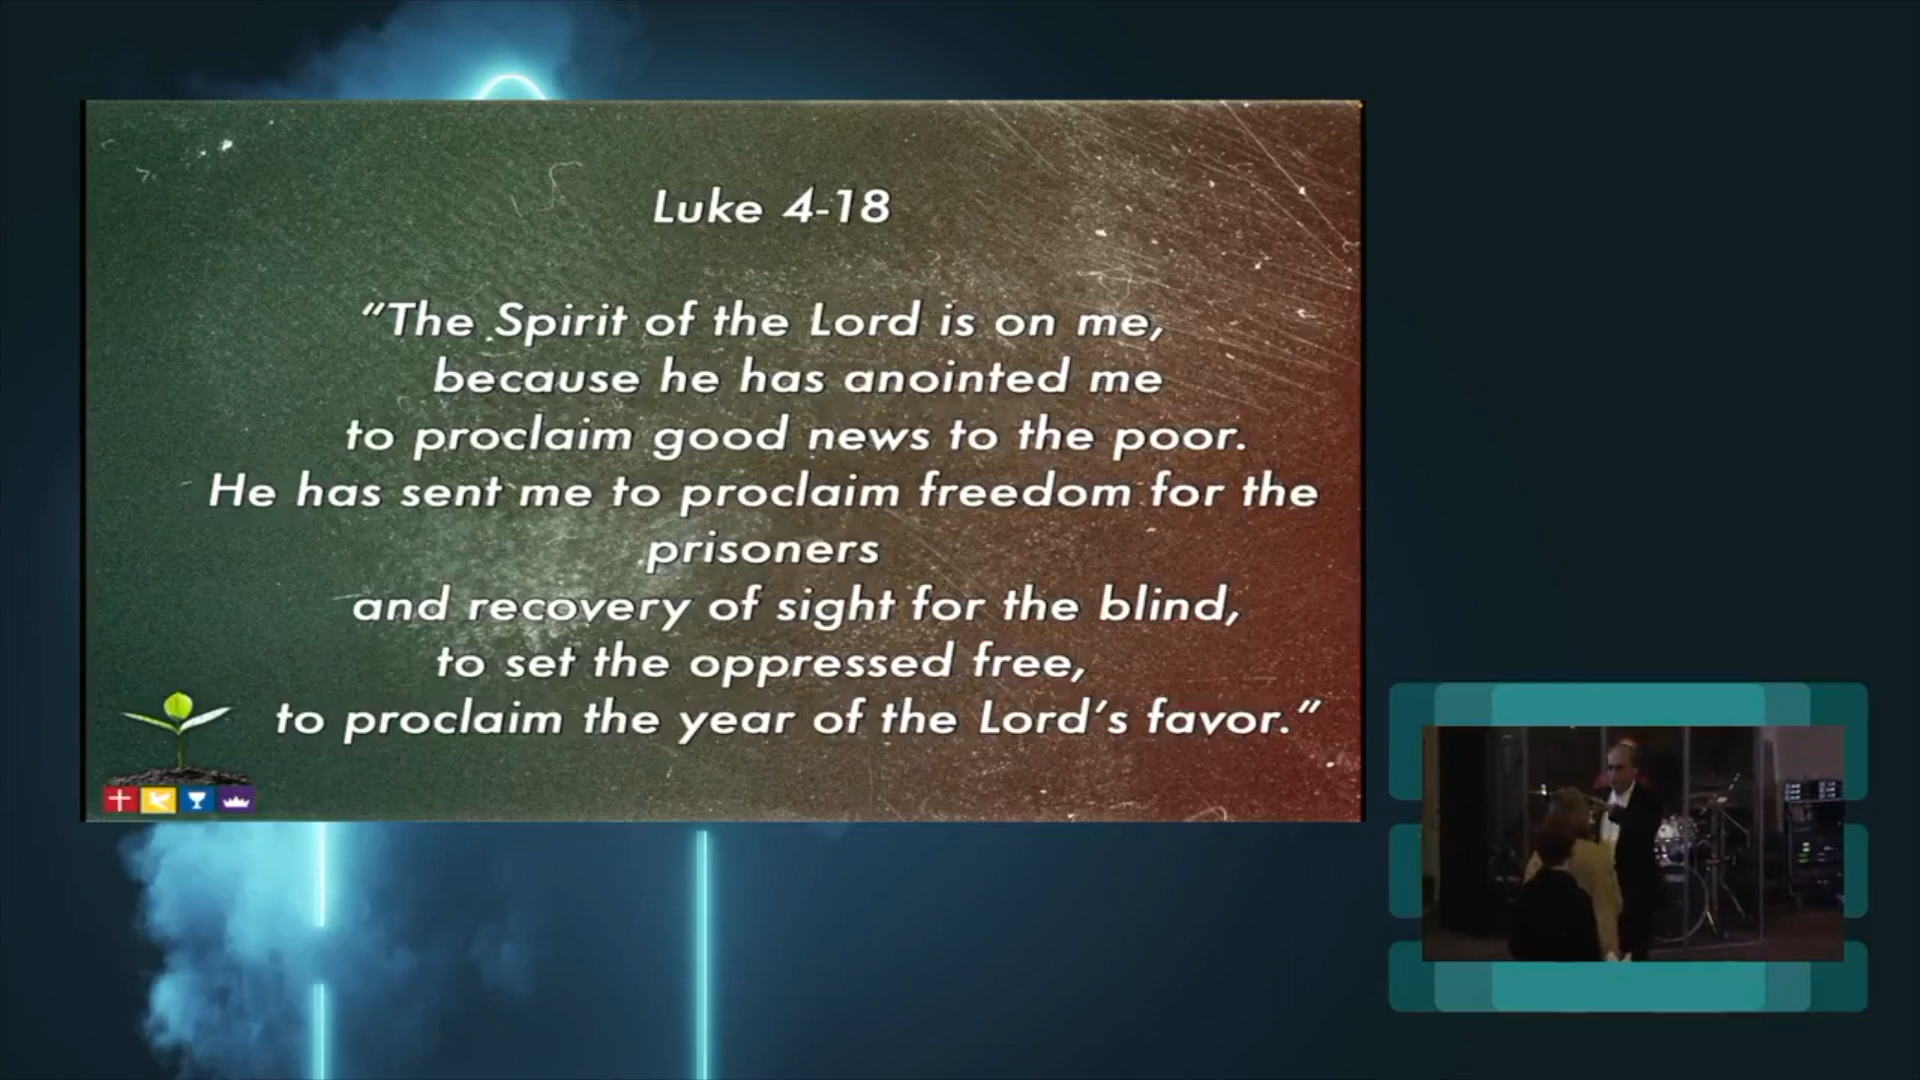 Luke 4-18
“The Spirit of the Lord is on me,
because he has anointed me
to proclaim good news to the poor.
He has sent me to proclaim freedom for the
prisoners
and recovery of sight for the blind,
to set the oppressed free,
to proclaim the year of the Lord’s favor.”